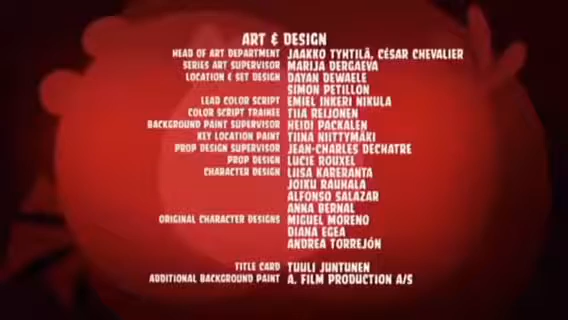 ART & DESIGN
HEAD OF ART DEPARTMENT JAAKKO TYHTILÄ, CÉSAR CHEVALIER
SERIES ART SUPERVISOR MARIJA DERGAEVA
LOCATION & SET DESIGN DAYAN DEWAELE
SIMON PETILLON
LEAD COLOR SCRIPT EMIEL INKERI NIKULA
COLOR SCRIPT TRAINEE TIIA REIJONEN
BACKGROUND PAINT SUPERVISOR HEIDI PACKALEN
KEY LOCATION PAINT TIINA NIITTYMÄKI
PROP DESIGN SUPERVISOR JEAN-CHARLES DECHATRE
PROP DESIGN LUCIE ROUXEL
CHARACTER DESIGN LIISA KARERANTA
JOIKU RAUHALA
ALFONSO SALAZAR
ANNA BERNAL
ORIGINAL CHARACTER DESIGNS MIGUEL MORENO
DIANA EGEA
ANDREA TORREJÓN
TITLE CARD TUULI JUNTUNEN
ADDITIONAL BACKGROUND PAINT A. FILM PRODUCTION A/S